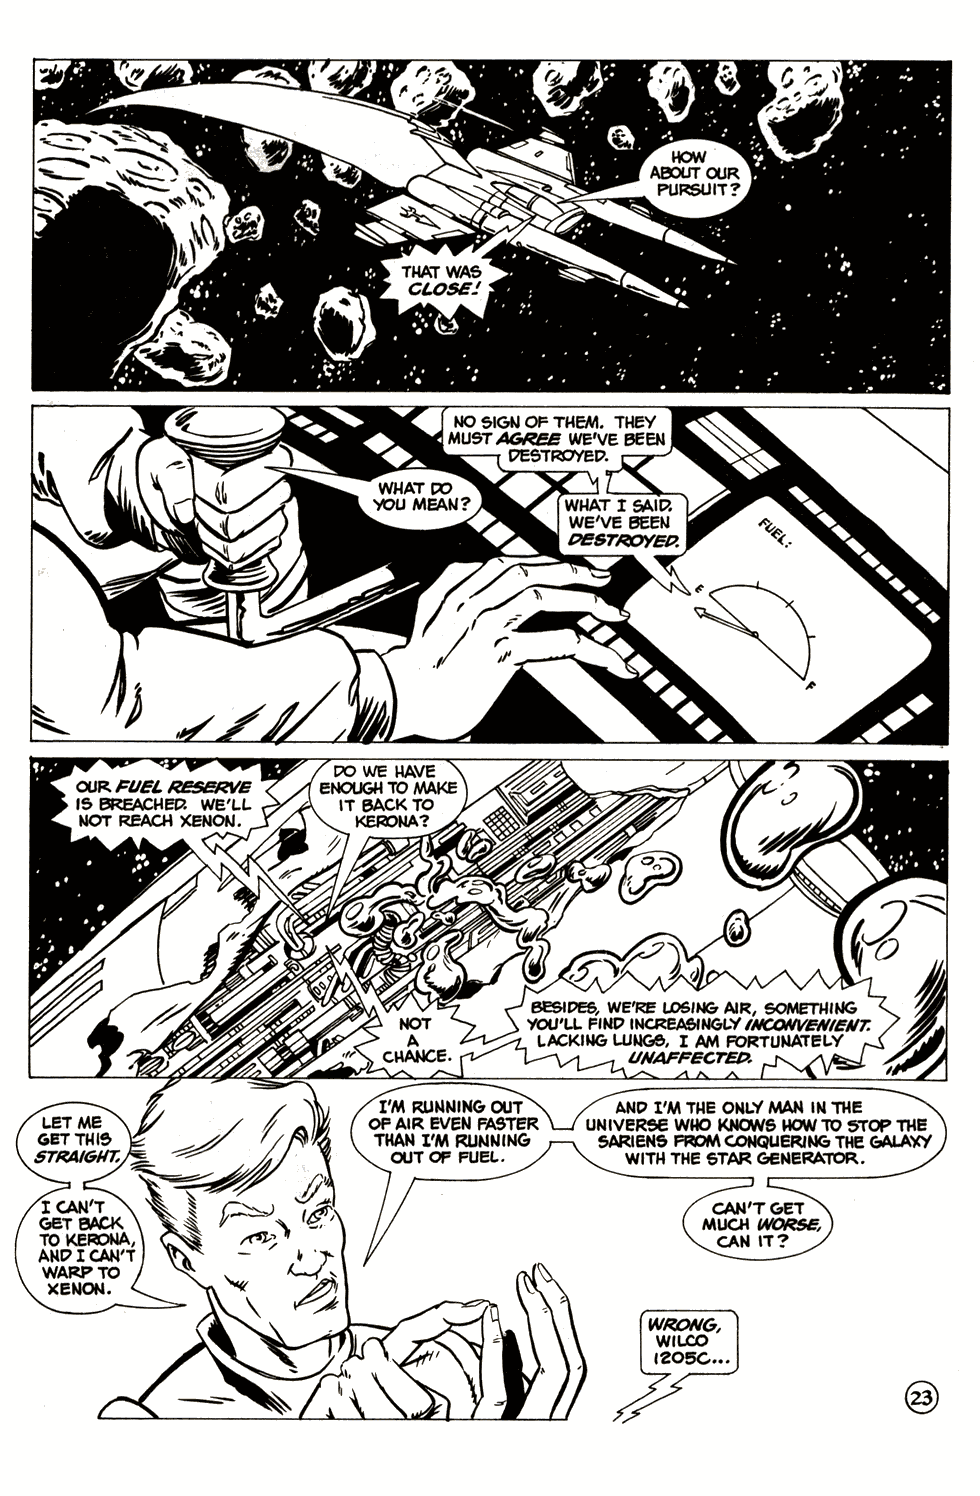 THAT WAS
CLOSE!
HOW
ABOUT OUR
PURSUIT?
NO SIGN OF THEM. THEY
MUST AGREE WE'VE BEEN
DESTROYED.
WHAT DO
YOU MEAN?
WHAT I SAID.
WE'VE BEEN
DESTROYED.
FUEL:
E
F
OUR FUEL RESERVE
IS BREACHED. WE'LL
NOT REACH XENON.
DO WE HAVE
ENOUGH TO MAKE
IT BACK TO
KERONA?
NOT
A
CHANCE.
BESIDES, WE'RE LOSING AIR, SOMETHING
YOU'LL FIND INCREASINGLY INCONVENIENT.
LACKING LUNGS, I AM FORTUNATELY
UNAFFECTED.
LET ME
GET THIS
STRAIGHT.
I CAN'T
GET BACK
TO KERONA,
AND I CAN'T
WARP TO
XENON.
I'M RUNNING OUT
OF AIR EVEN FASTER
THAN I'M RUNNING
OUT OF FUEL.
AND I'M THE ONLY MAN IN THE
UNIVERSE WHO KNOWS HOW TO STOP THE
SARIENS FROM CONQUERING THE GALAXY
WITH THE STAR GENERATOR.
CAN'T GET
MUCH WORSE,
CAN IT?
WRONG,
WILCO
1205C...
23